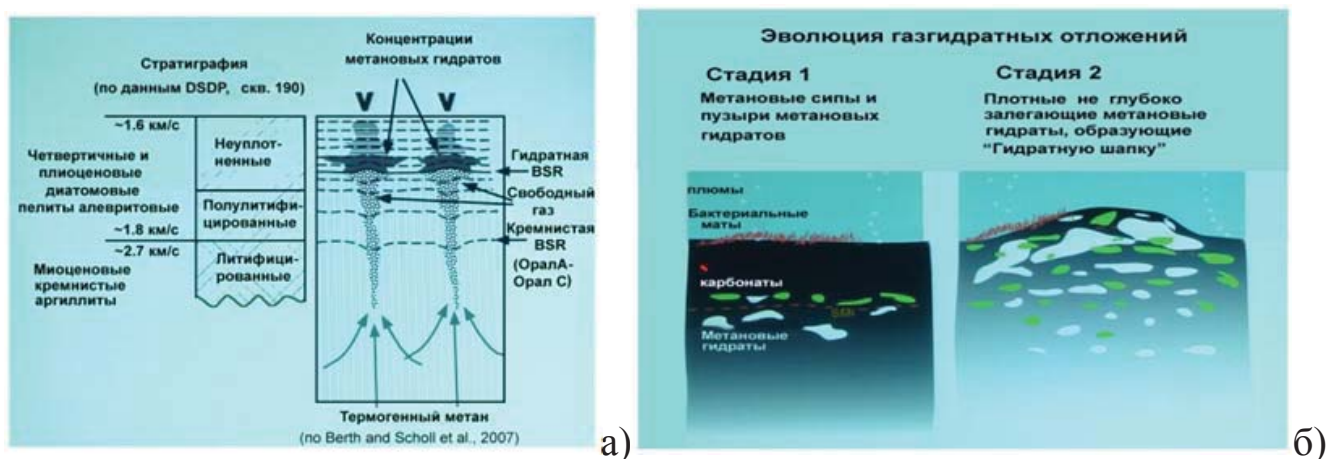 Стратиграфия
(по данным DSDP, скв. 190)
~1.6 км/с
Четвертичные и
плиоценовые
диатомовые
пелиты алевритовые
~1.8 км/с
~2.7 км/с
Миоценовые
кремнистые
аргиллиты
Неуплот-
ненные
Полулитифи-
цированные
Литифици-
рованные
Концентрации
метановых гидратов
V V
Гидратная
BSR
Свободный
газ
Кремнистая
BSR
(ОралА-
Орал С)
Термогенный метан
(по Berth and Scholl et al., 2007)
а)
Эволюция газгидратных отложений
Стадия 1
Метановые сипы и
пузыри метановых
гидратов
плюмы
Бактериальные
маты
карбонаты
Метановые
гидраты
Стадия 2
Плотные не глубоко
залегающие метановые
гидраты, образующие
“Гидратную шапку”
б)